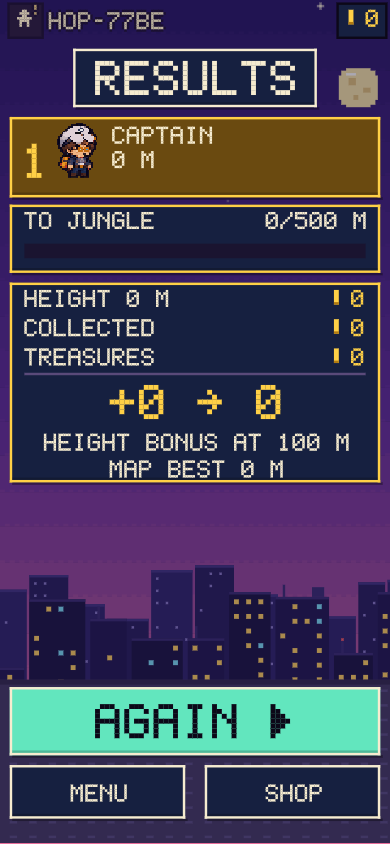 HOP-77BE
0
RESULTS
1
CAPTAIN
0 M
TO JUNGLE 0/500 M
HEIGHT 0 M 0
COLLECTED 0
TREASURES 0
+0 → 0
HEIGHT BONUS AT 100 M
MAP BEST 0 M
AGAIN
MENU
SHOP